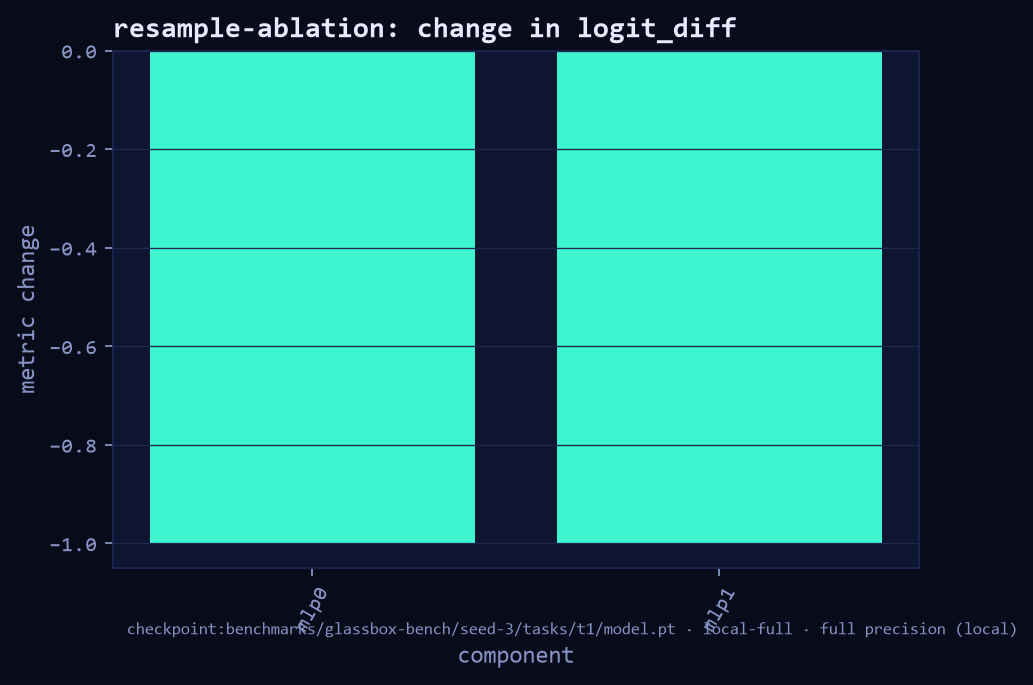 resample-ablation: change in logit_diff
0.0
−0.2
−0.4
−0.6
−0.8
−1.0
metric change
mlp0
mlp1
checkpoint:benchmarks/glassbox-bench/seed-3/tasks/t1/model.pt · local-full · full precision (local)
component